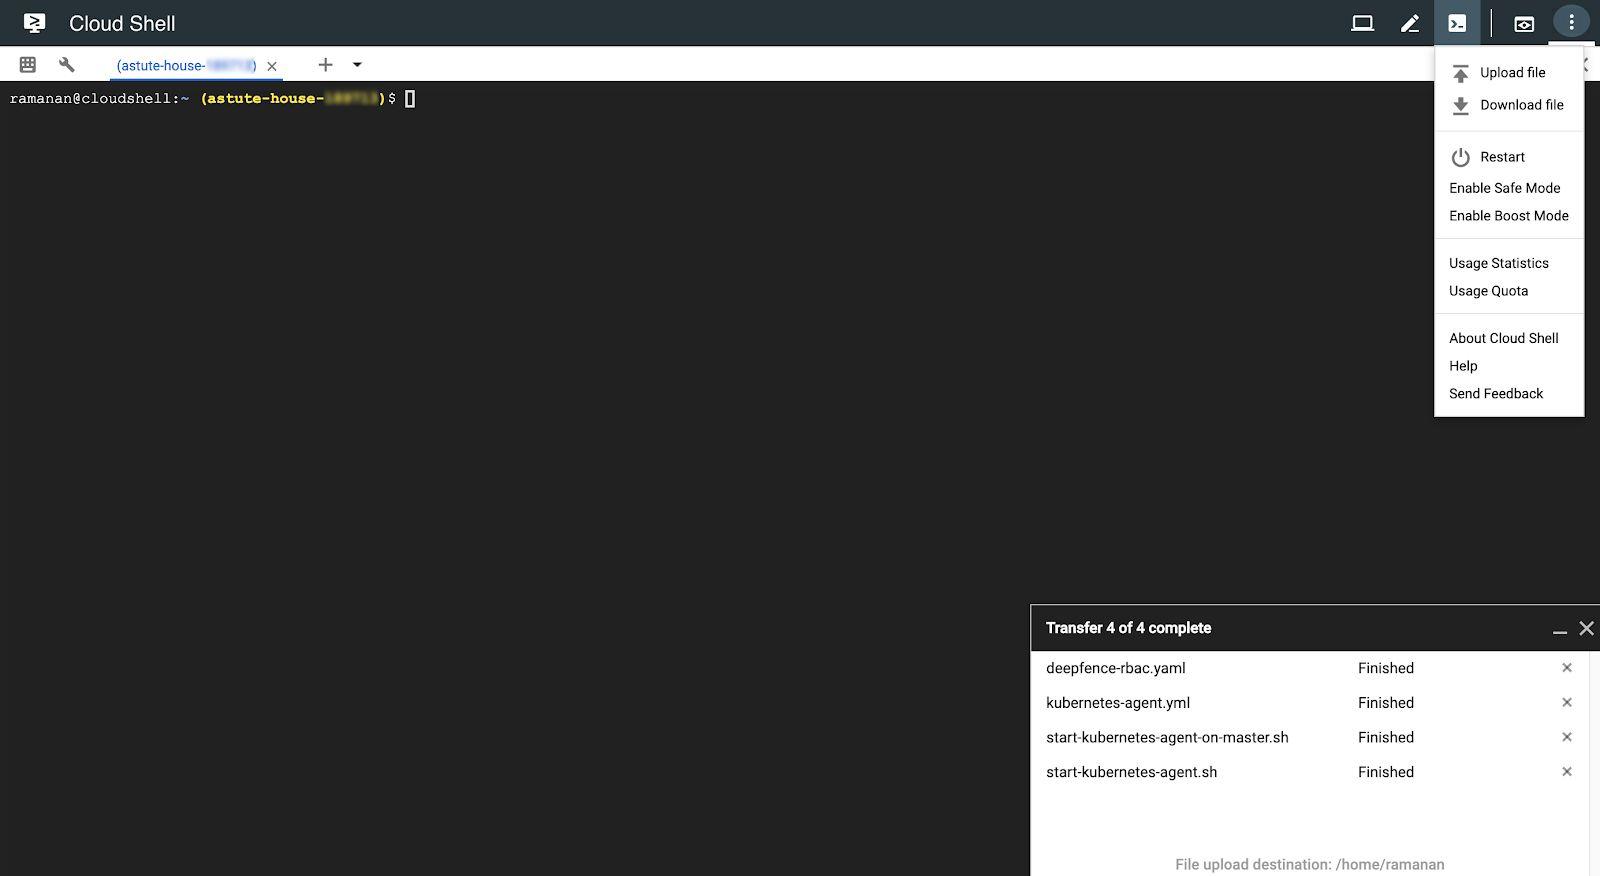 Cloud Shell
(astute-house- )
ramanan@cloudshell:~ (astute-house- )$
Upload file
Download file
Restart
Enable Safe Mode
Enable Boost Mode
Usage Statistics
Usage Quota
About Cloud Shell
Help
Send Feedback
Transfer 4 of 4 complete
deepfence-rbac.yaml Finished
kubernetes-agent.yml Finished
start-kubernetes-agent-on-master.sh Finished
start-kubernetes-agent.sh Finished
File upload destination: /home/ramanan